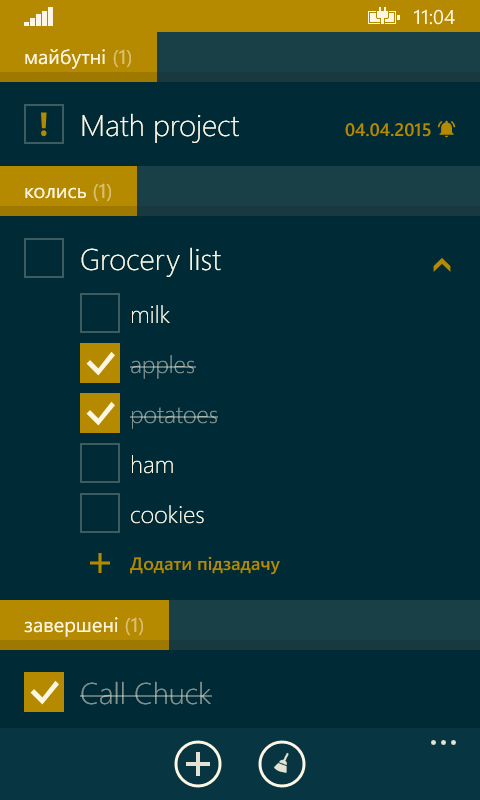 11:04
майбутні (1)
! Math project 04.04.2015
колись (1)
Grocery list
milk
apples
potatoes
ham
cookies
Додати підзадачу
завершені (1)
Call Chuck